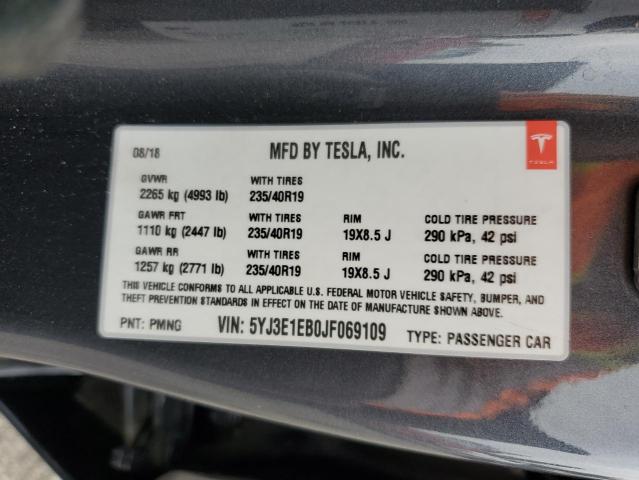 08/18 MFD BY TESLA, INC.
TESLA
GVWR WITH TIRES
2265 kg (4993 lb) 235/40R19
GAWR FRT WITH TIRES RIM COLD TIRE PRESSURE
1110 kg (2447 lb) 235/40R19 19X8.5 J 290 kPa, 42 psi
GAWR RR WITH TIRES RIM COLD TIRE PRESSURE
1257 kg (2771 lb) 235/40R19 19X8.5 J 290 kPa, 42 psi
THIS VEHICLE CONFORMS TO ALL APPLICABLE U.S. FEDERAL MOTOR VEHICLE SAFETY, BUMPER, AND
THEFT PREVENTION STANDARDS IN EFFECT ON THE DATE OF MANUFACTURE SHOWN ABOVE.
PNT: PMNG VIN: 5YJ3E1EB0JF069109 TYPE: PASSENGER CAR